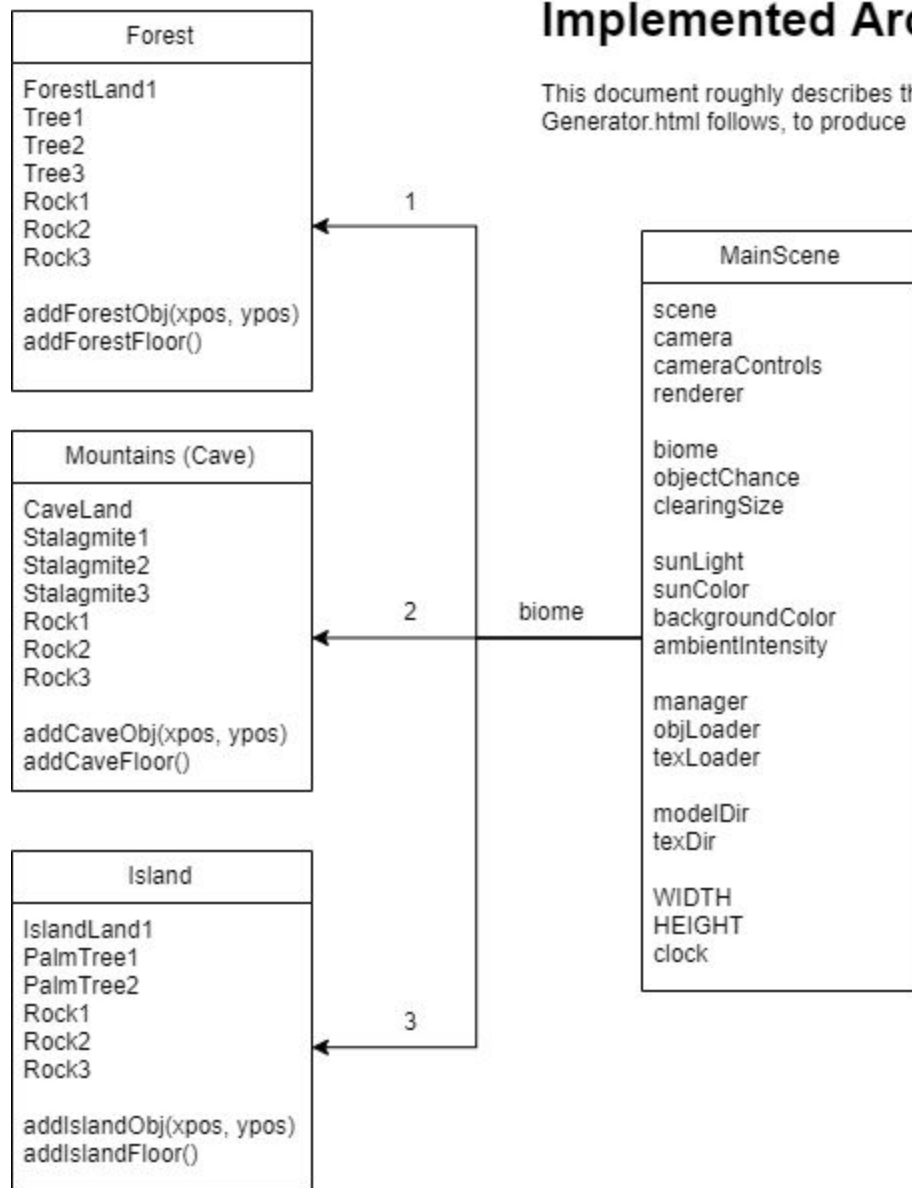 Implemented
This document roughly describes
Generator.html follows, to produce
Forest
ForestLand1
Tree1
Tree2
Tree3
Rock1
Rock2
Rock3
addForestObj(xpos, ypos)
addForestFloor()
1
Mountains (Cave)
CaveLand
Stalagmite1
Stalagmite2
Stalagmite3
Rock1
Rock2
Rock3
addCaveObj(xpos, ypos)
addCaveFloor()
2
biome
Island
IslandLand1
PalmTree1
PalmTree2
Rock1
Rock2
Rock3
addIslandObj(xpos, ypos)
addIslandFloor()
3
MainScene
scene
camera
cameraControls
renderer
biome
objectChance
clearingSize
sunLight
sunColor
backgroundColor
ambientIntensity
manager
objLoader
texLoader
modelDir
texDir
WIDTH
HEIGHT
clock